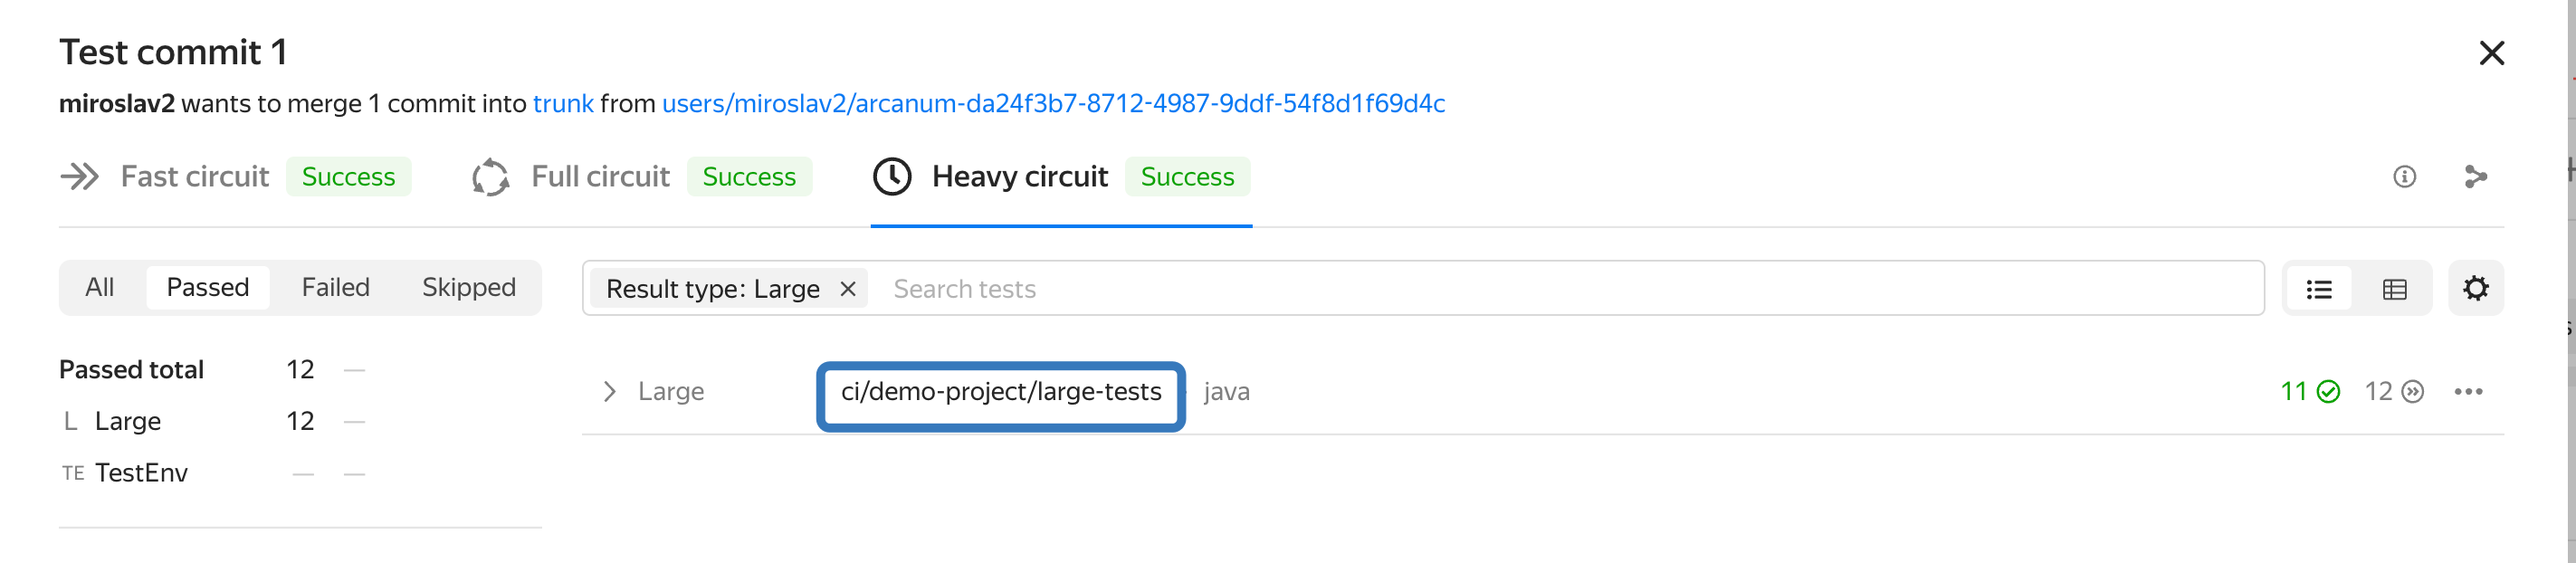 Test commit 1
miroslav2 wants to merge 1 commit into trunk from users/miroslav2/arcanum-da24f3b7-8712-4987-9ddf-54f8d1f69d4c
Fast circuit Success Full circuit Success Heavy circuit Success
All Passed Failed Skipped Result type: Large Search tests
Passed total 12 —
L Large 12 —
TE TestEnv — —
Large ci/demo-project/large-tests java 11 12